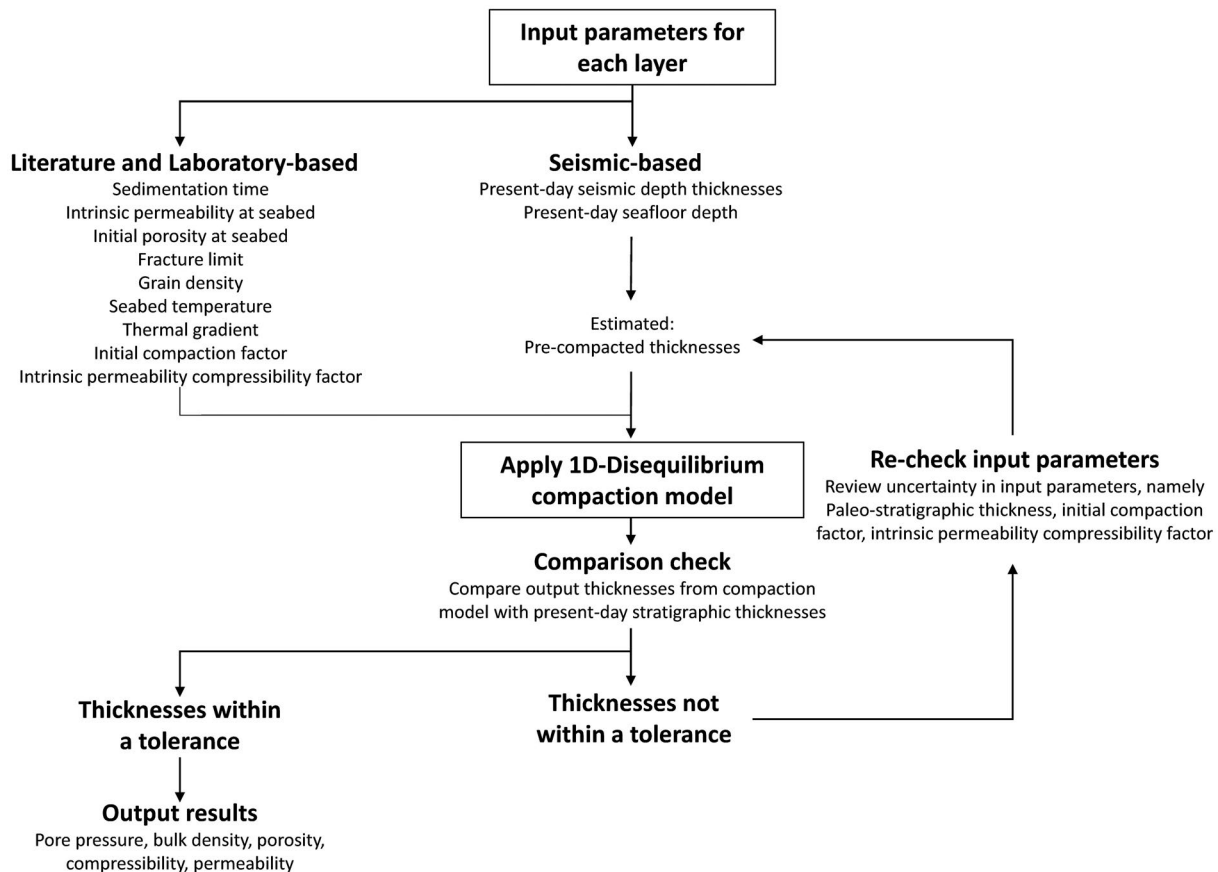 Input parameters for
each layer
Literature and Laboratory-based
Sedimentation time
Intrinsic permeability at seabed
Initial porosity at seabed
Fracture limit
Grain density
Seabed temperature
Thermal gradient
Initial compaction factor
Intrinsic permeability compressibility factor
Seismic-based
Present-day seismic depth thicknesses
Present-day seafloor depth
Estimated:
Pre-compacted thicknesses
Apply 1D-Disequilibrium
compaction model
Re-check input parameters
Review uncertainty in input parameters, namely
Paleo-stratigraphic thickness, initial compaction
factor, intrinsic permeability compressibility factor
Comparison check
Compare output thicknesses from compaction
model with present-day stratigraphic thicknesses
Thicknesses within
a tolerance
Thicknesses not
within a tolerance
Output results
Pore pressure, bulk density, porosity,
compressibility, permeability